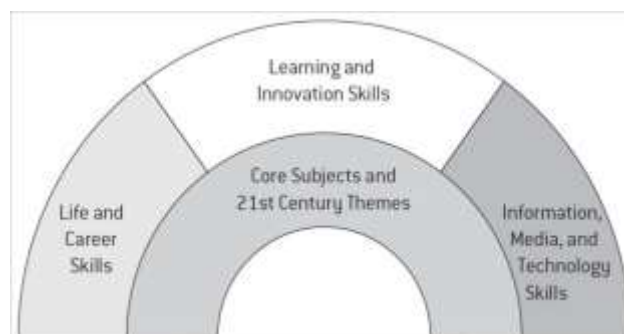 Learning and
Innovation Skills
Core Subjects and
21st Century Themes
Life and
Career
Skills
Information,
Media, and
Technology
Skills